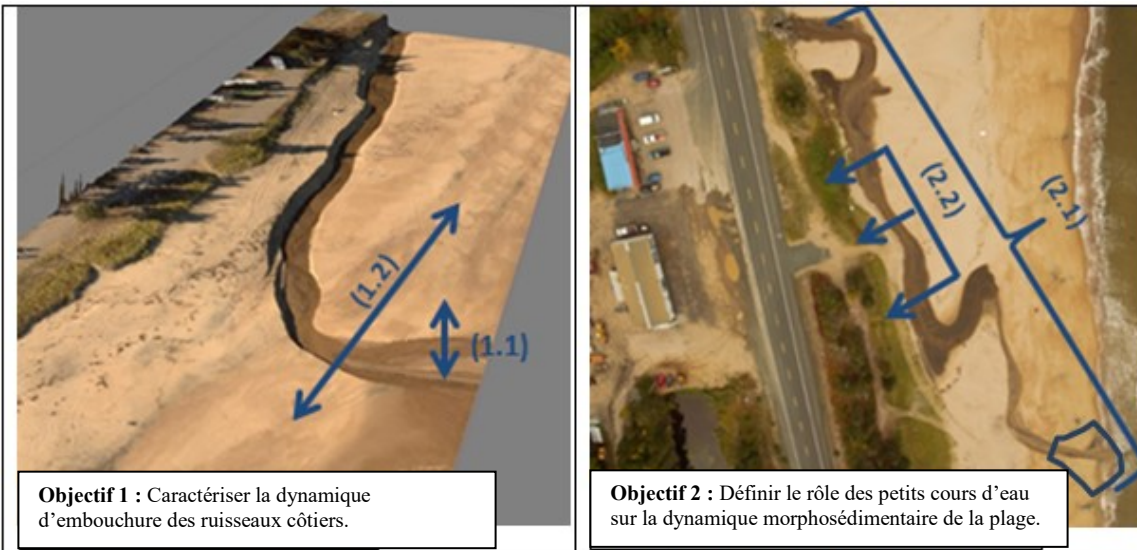 (1.2)
(1.1)
Objectif 1 : Caractériser la dynamique
d’embouchure des ruisseaux côtiers.
(2.2)
(2.1)
Objectif 2 : Définir le rôle des petits cours d’eau
sur la dynamique morphosédimentaire de la plage.